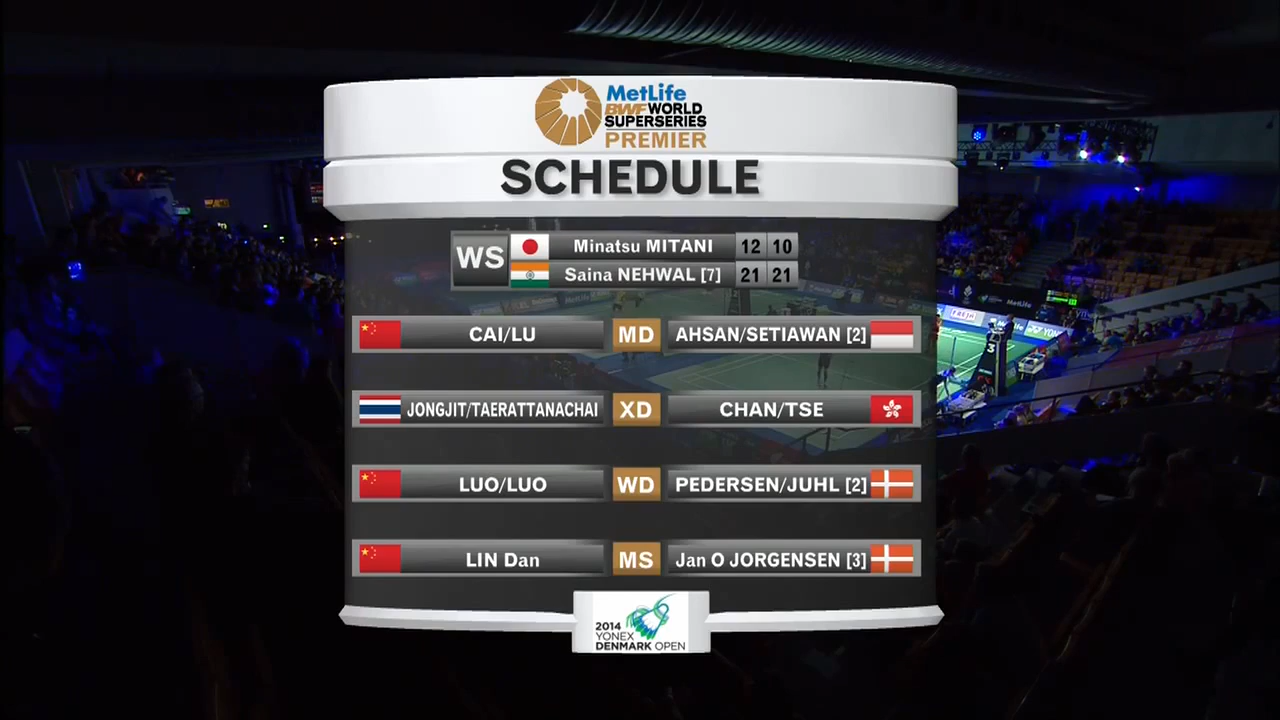 MetLife
BWF WORLD
SUPERSERIES
PREMIER
SCHEDULE
WS
Minatsu MITANI 12 10
Saina NEHWAL [7] 21 21
CAI/LU MD AHSAN/SETIAWAN [2]
JONGJIT/TAERATTANACHAI XD CHAN/TSE
LUO/LUO WD PEDERSEN/JUHL [2]
LIN Dan MS Jan O JORGENSEN [3]
2014
YONEX
DENMARK OPEN
MetLife
3